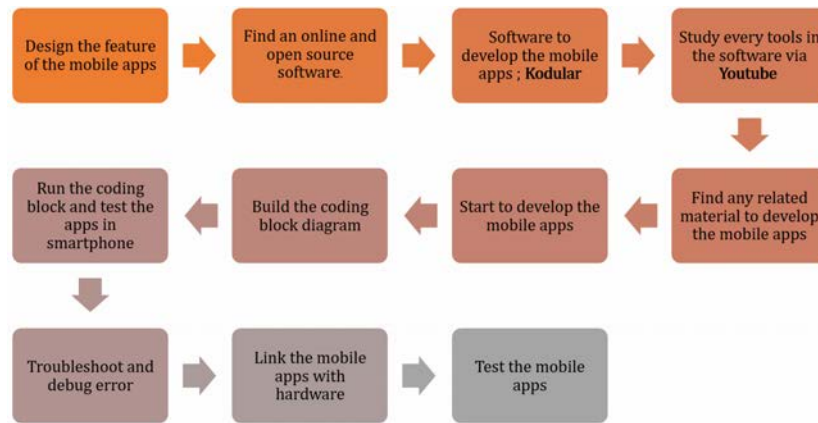 Design the feature
of the mobile apps
Find an online and
open source
software.
Software to
develop the mobile
apps ; Kodular
Study every tools in
the software via
Youtube
Find any related
material to develop
the mobile apps
Start to develop the
mobile apps
Build the coding
block diagram
Run the coding
block and test the
apps in
smartphone
Troubleshoot and
debug error
Link the mobile
apps with
hardware
Test the mobile
apps